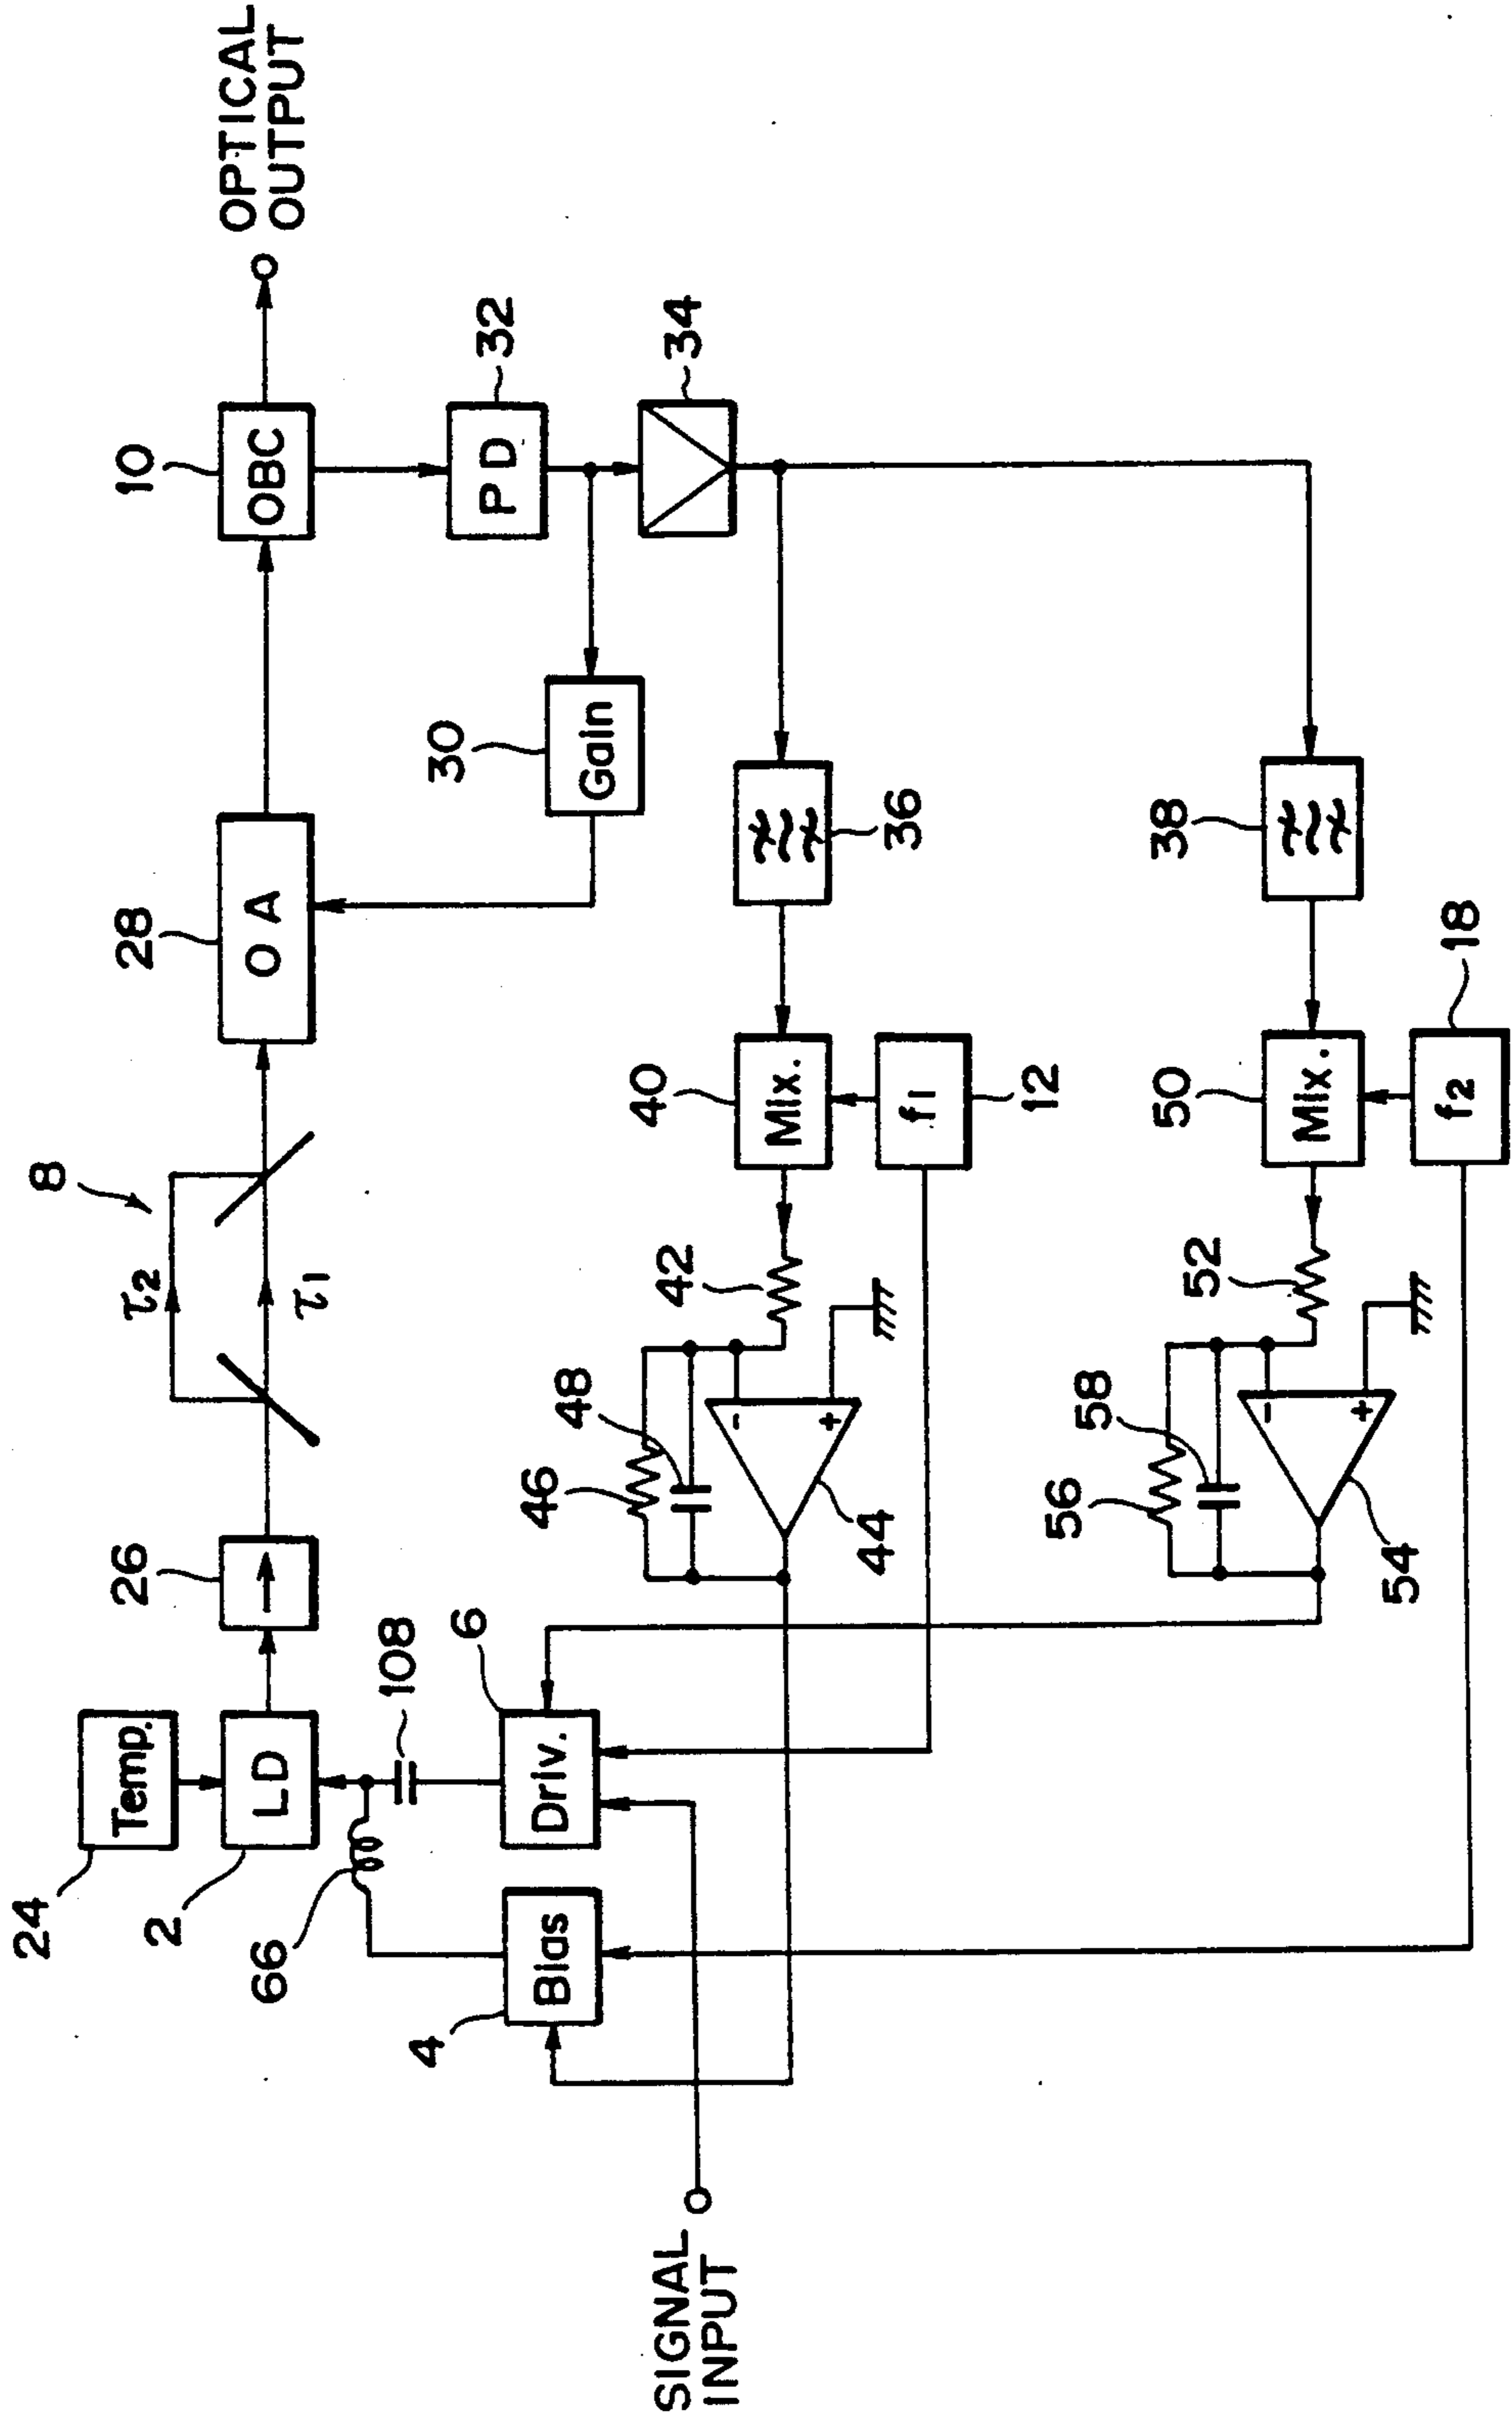 24
Temp.
2
LD
26
8
τ2
τ1
28
OA
10
OBC
OPTICAL
OUTPUT
66
108
4
Bias
6
Driv.
30
Gain
PD
32
34
SIGNAL
INPUT
46
48
42
-
+
44
40
Mix.
36
f1
12
56
58
52
-
+
54
50
Mix.
38
f2
18